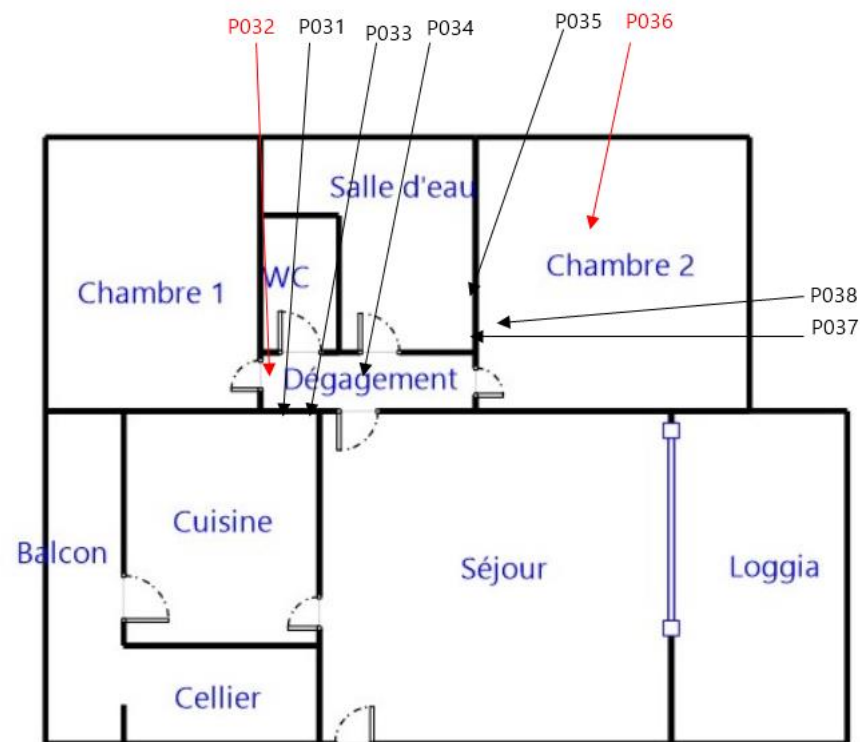 P032 P031 P033 P034 P035 P036
Salle d'eau
Chambre 1
WC
Chambre 2
P038
P037
Dégagement
Cuisine
Balcon
Séjour
Loggia
Cellier